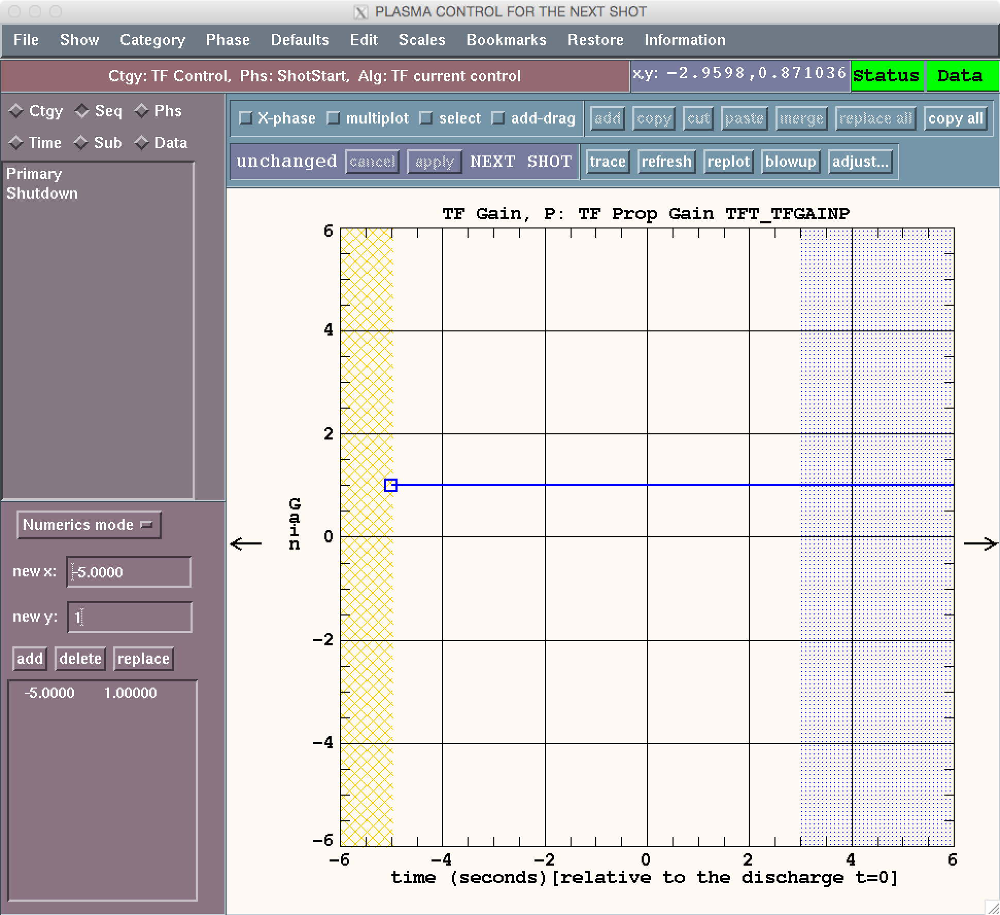 PLASMA CONTROL FOR THE NEXT SHOT
File Show Category Phase Defaults Edit Scales Bookmarks Restore Information
Ctgy: TF Control, Phs: ShotStart, Alg: TF current control
x,y: -2.9598,0.871036
Status Data
Ctgy Seq Phs
Time Sub Data
Primary
Shutdown
X-phase multiplot select add-drag
add copy cut paste merge replace all copy all
unchanged cancel apply NEXT SHOT
trace refresh replot blowup adjust...
Numerics mode
new x: -5.0000
new y: 1
add delete replace
-5.0000 1.00000
TF Gain, P: TF Prop Gain TFT_TFGAINP
6
4
2
0
-2
-4
-6
Gain
-6 -4 -2 0 2 4 6
time (seconds)[relative to the discharge t=0]